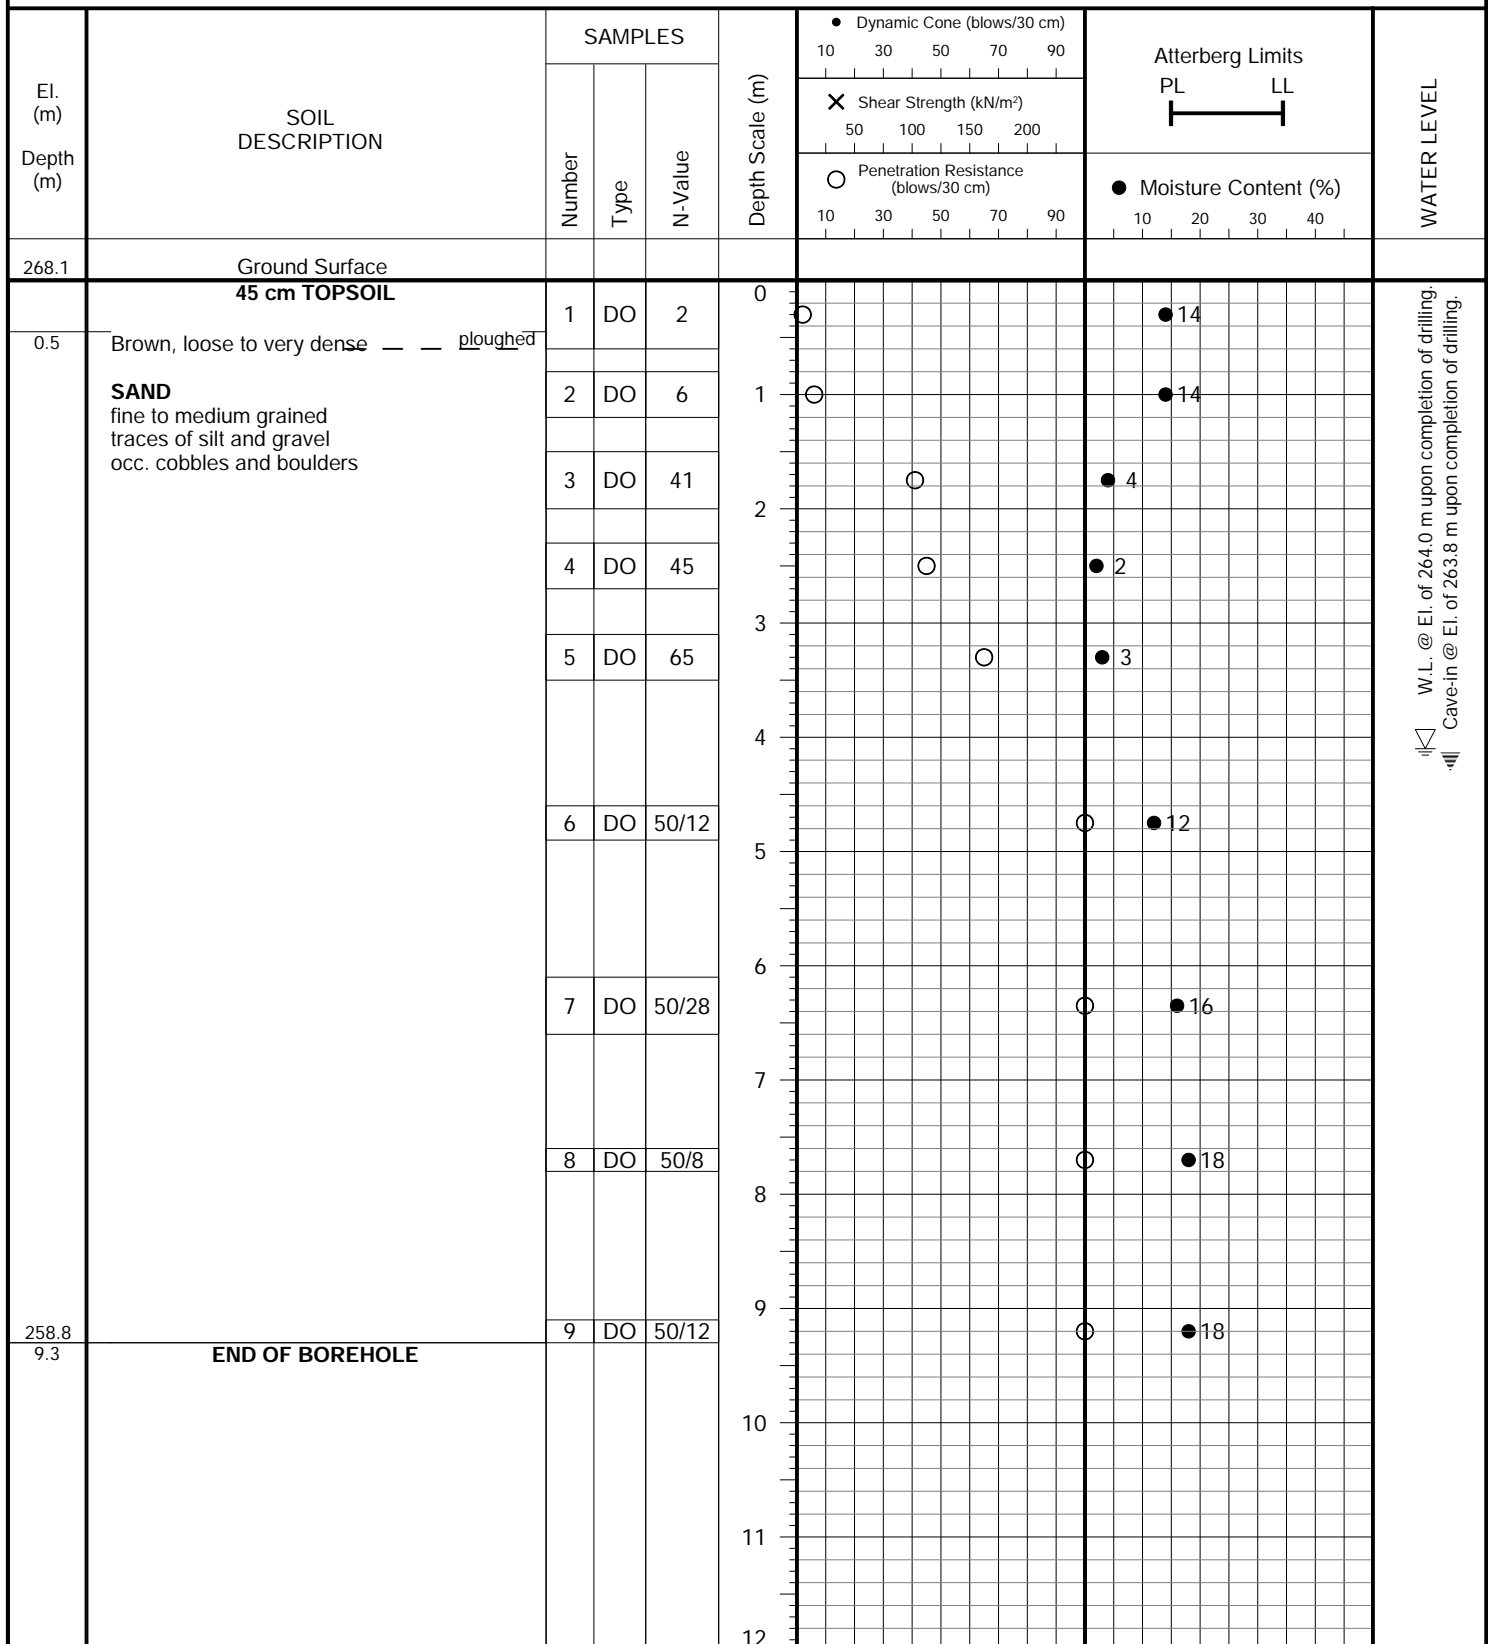 El.
(m)
Depth
(m)
SOIL
DESCRIPTION
SAMPLES
Number
Type
N-Value
Depth Scale (m)
Dynamic Cone (blows/30 cm)
10 30 50 70 90
Shear Strength (kN/m²)
50 100 150 200
Penetration Resistance
(blows/30 cm)
10 30 50 70 90
Atterberg Limits
PL LL
Moisture Content (%)
10 20 30 40
WATER LEVEL
268.1 Ground Surface
45 cm TOPSOIL
0
1 DO 2 14
0.5 Brown, loose to very dense ploughed
SAND
2 DO 6 1 14
fine to medium grained
traces of silt and gravel
occ. cobbles and boulders
3 DO 41 4
2
4 DO 45 2
3
5 DO 65 3
4
6 DO 50/12 12
5
6
7 DO 50/28 16
7
8 DO 50/8 18
8
9
258.8 9 DO 50/12 18
9.3 END OF BOREHOLE
10
11
12
W.L. @ El. of 264.0 m upon completion of drilling.
Cave-in @ El. of 263.8 m upon completion of drilling.